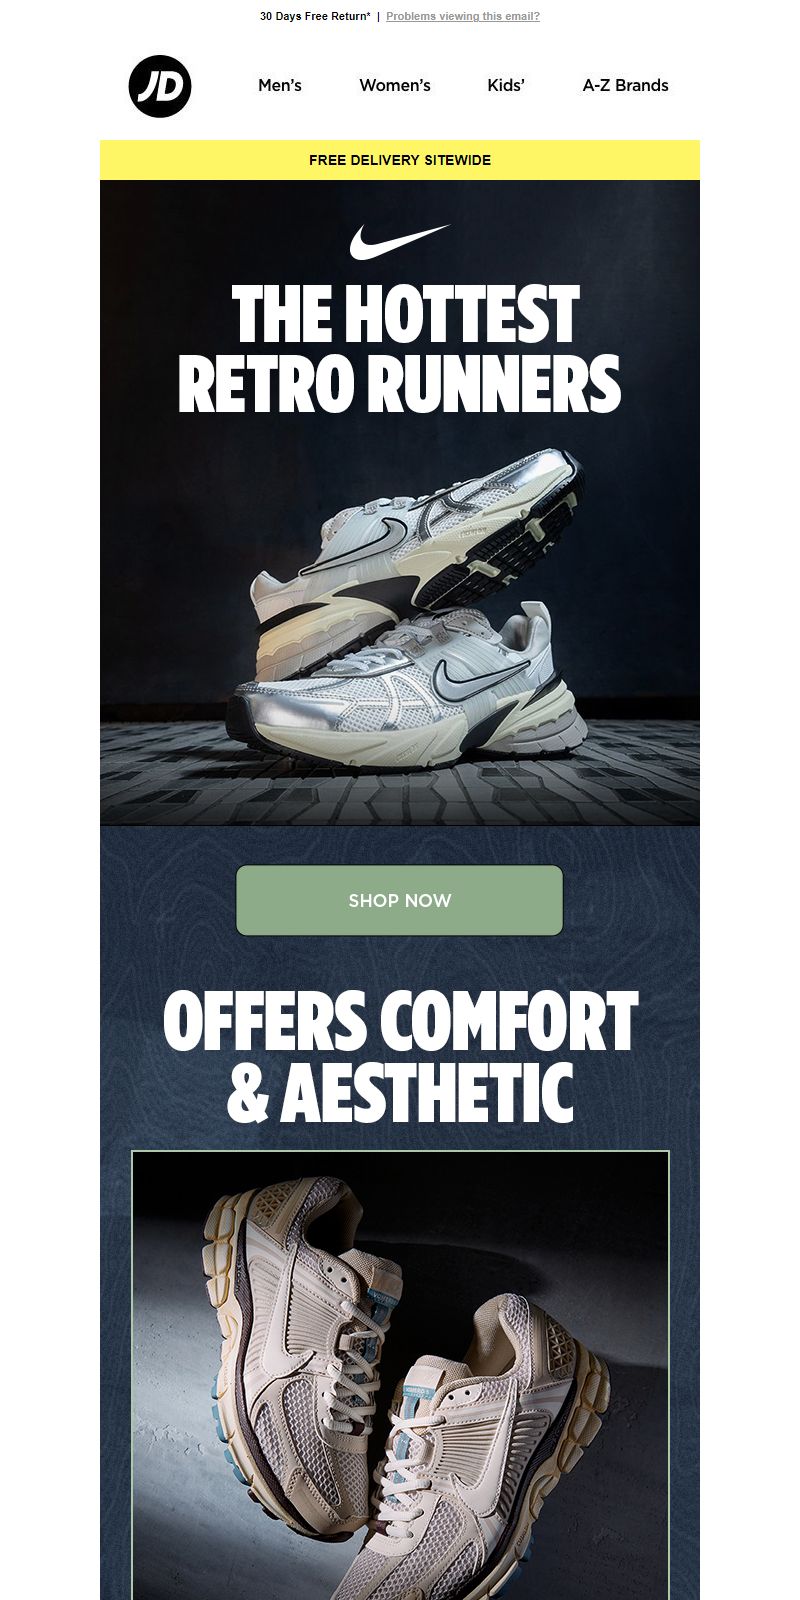 30 Days Free Return* | Problems viewing this email?
JD
Men's
Women's
Kids'
A-Z Brands
FREE DELIVERY SITEWIDE
THE HOTTEST
RETRO RUNNERS
SHOP NOW
OFFERS COMFORT
& AESTHETIC